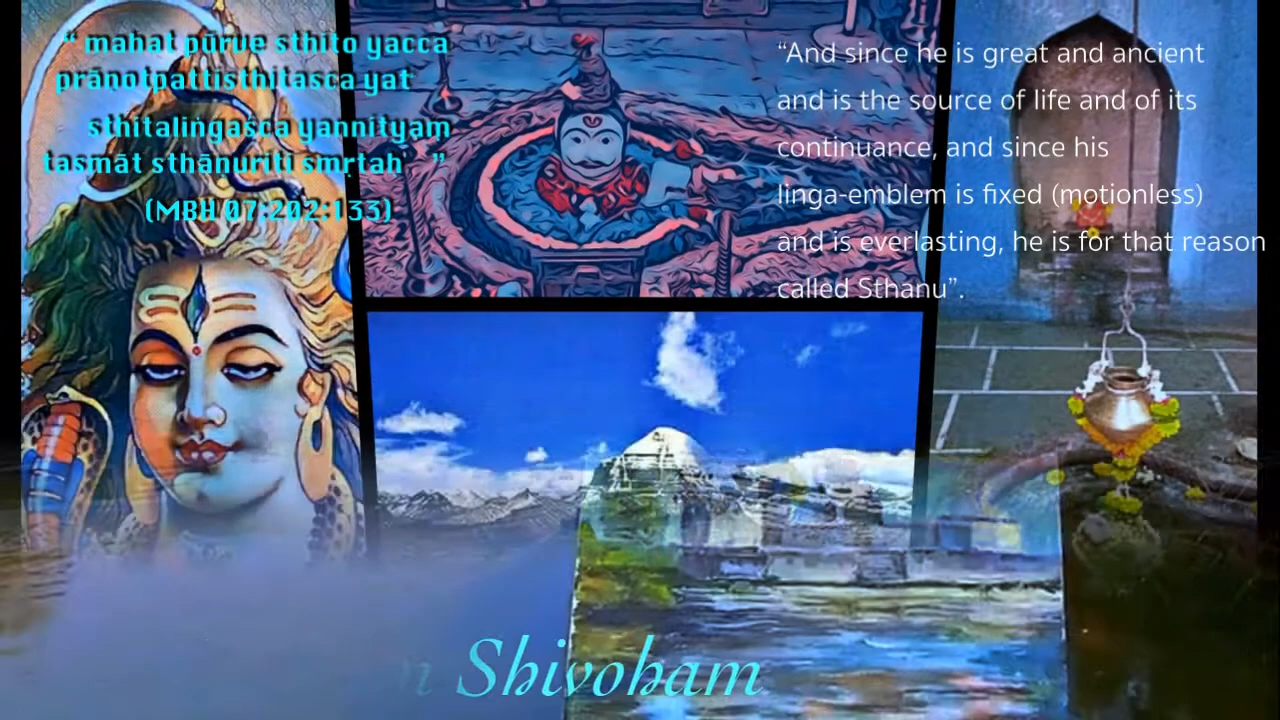 “ mahat pūrve sthito yacca
prāṇotpattisthitasca yat
sthitaliṅgaśca yannityaṃ
tasmāt sthāṇuriti smṛtaḥ ”
(MBH 07:202:133)
“And since he is great and ancient
and is the source of life and of its
continuance, and since his
linga-emblem is fixed (motionless)
and is everlasting, he is for that reason
called Sthanu”.
Shivoham